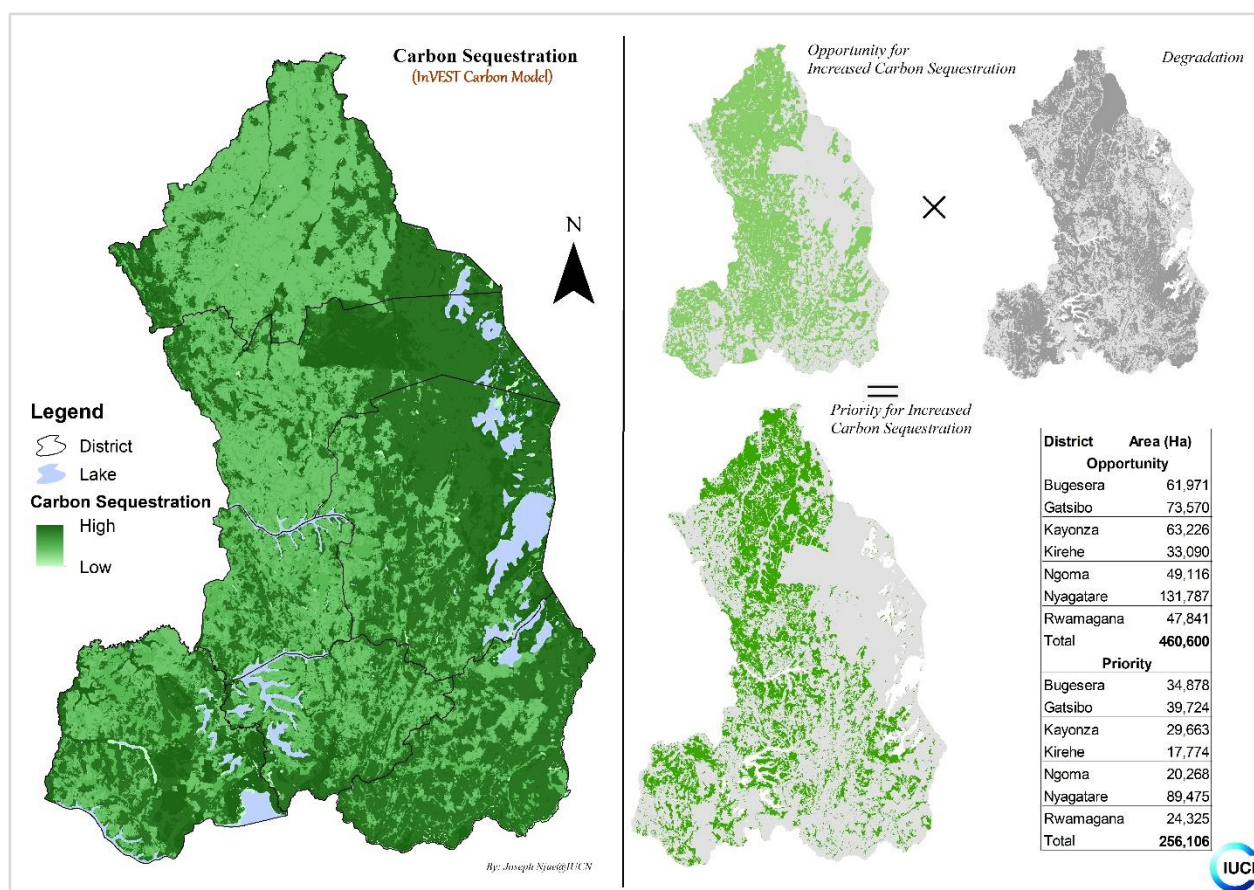 Carbon Sequestration
(InVEST Carbon Model)
N
Legend
District
Lake
Carbon Sequestration
High
Low
By: Joseph Njue@IUCN
Opportunity for
Increased Carbon Sequestration
Degradation
×
=
Priority for Increased
Carbon Sequestration
District Area (Ha)
Opportunity
Bugesera 61,971
Gatsibo 73,570
Kayonza 63,226
Kirehe 33,090
Ngoma 49,116
Nyagatare 131,787
Rwamagana 47,841
Total 460,600
Priority
Bugesera 34,878
Gatsibo 39,724
Kayonza 29,663
Kirehe 17,774
Ngoma 20,268
Nyagatare 89,475
Rwamagana 24,325
Total 256,106